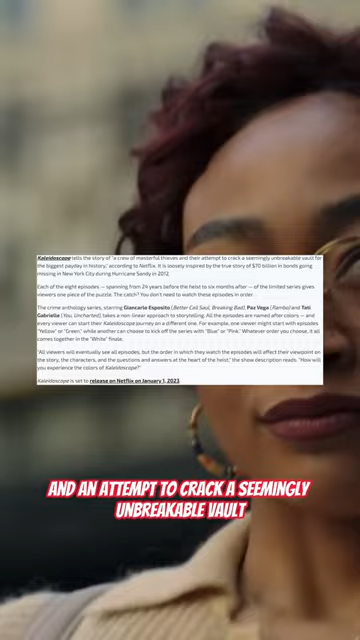 Kaleidoscope tells the story of "a crew of masterful thieves and their attempt to crack a seemingly unbreakable vault for
the biggest payday in history," according to Netflix. It is loosely inspired by the true story of $70 billion in bonds going
missing in New York City during Hurricane Sandy in 2012.
Each of the eight episodes — spanning from 24 years before the heist to six months after — of the limited series gives
viewers one piece of the puzzle. The catch? You don't need to watch these episodes in order.
The crime anthology series, starring Giancarlo Esposito (Better Call Saul, Breaking Bad), Paz Vega (Rambo) and Tati
Gabrielle (You, Uncharted), takes a non-linear approach to storytelling. All the episodes are named after colors — and
every viewer can start their Kaleidoscope journey on a different one. For example, one viewer might start with episodes
"Yellow" or "Green," while another can choose to kick off the series with "Blue" or "Pink." Whatever order you choose, it all
comes together in the "White" finale.
"All viewers will eventually see all episodes, but the order in which they watch the episodes will affect their viewpoint on
the story, the characters, and the questions and answers at the heart of the heist," the show description reads. "How will
you experience the colors of Kaleidoscope?"
Kaleidoscope is set to release on Netflix on January 1, 2023.
AND AN ATTEMPT TO CRACK A SEEMINGLY
UNBREAKABLE VAULT